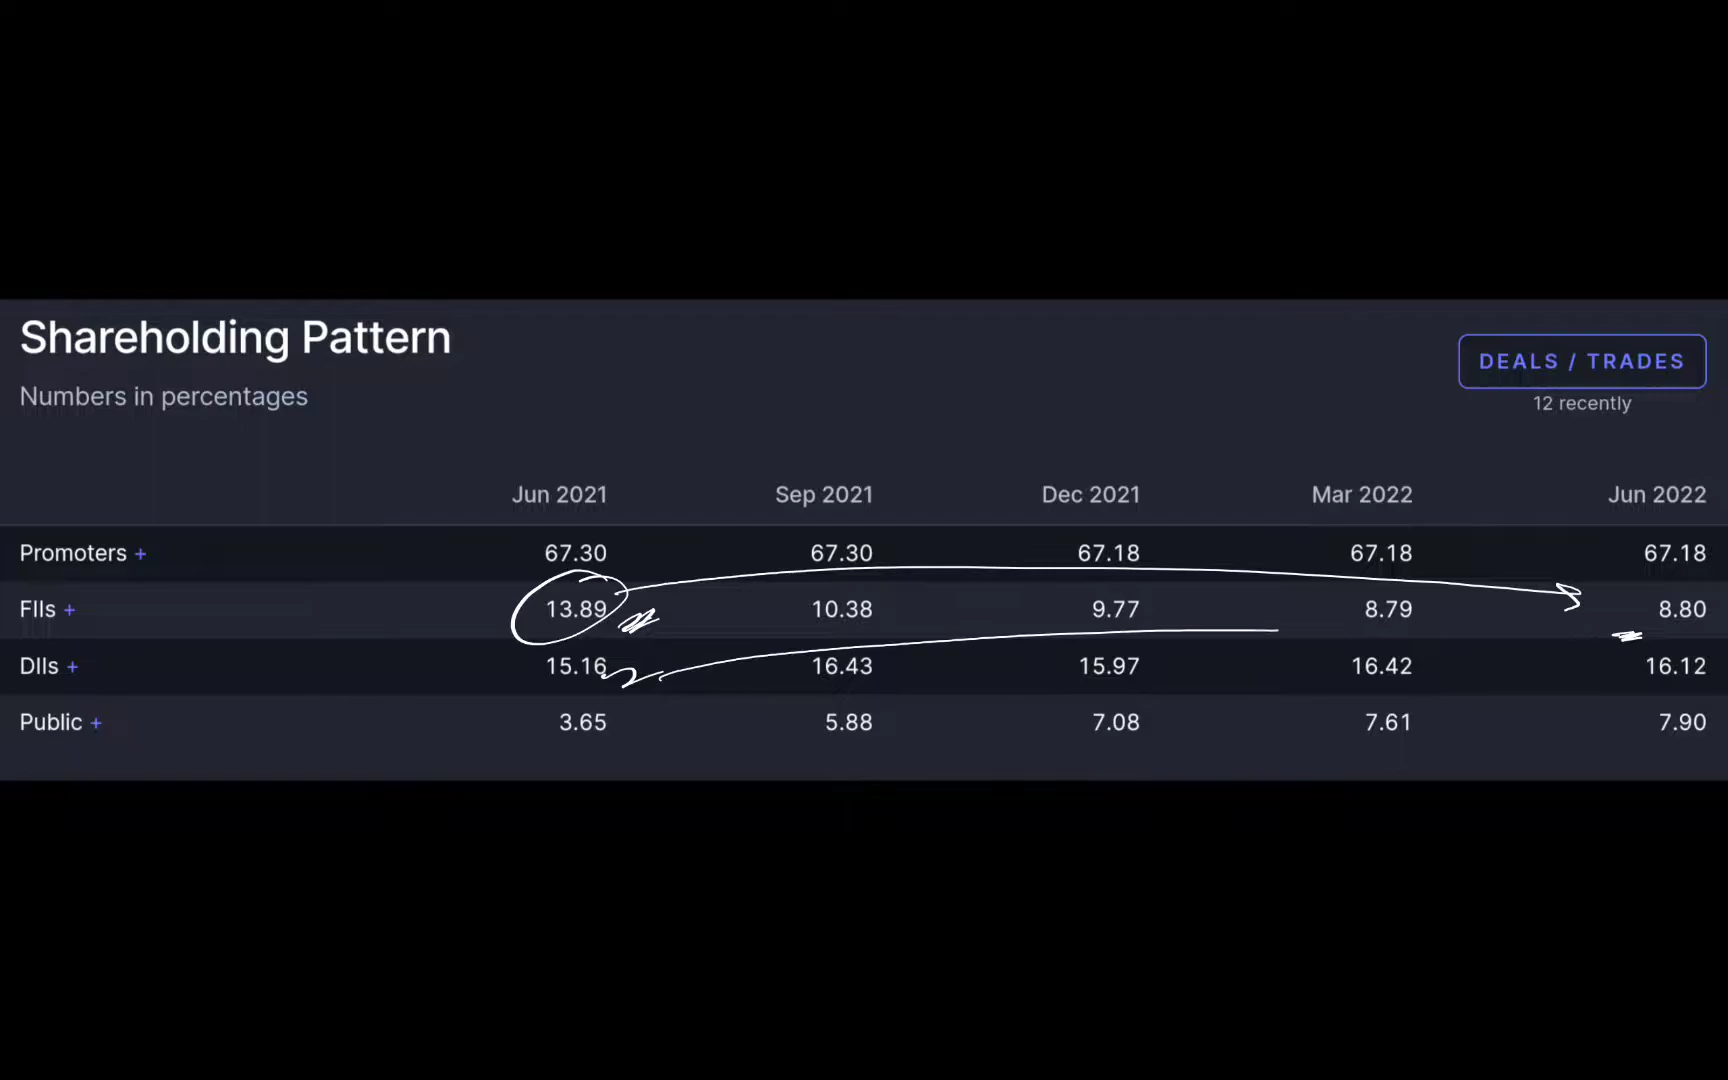 Shareholding Pattern
DEALS / TRADES
Numbers in percentages
12 recently
Jun 2021 Sep 2021 Dec 2021 Mar 2022 Jun 2022
Promoters + 67.30 67.30 67.18 67.18 67.18
FIIs + 13.89 10.38 9.77 8.79 8.80
DIIs + 15.16 16.43 15.97 16.42 16.12
Public + 3.65 5.88 7.08 7.61 7.90